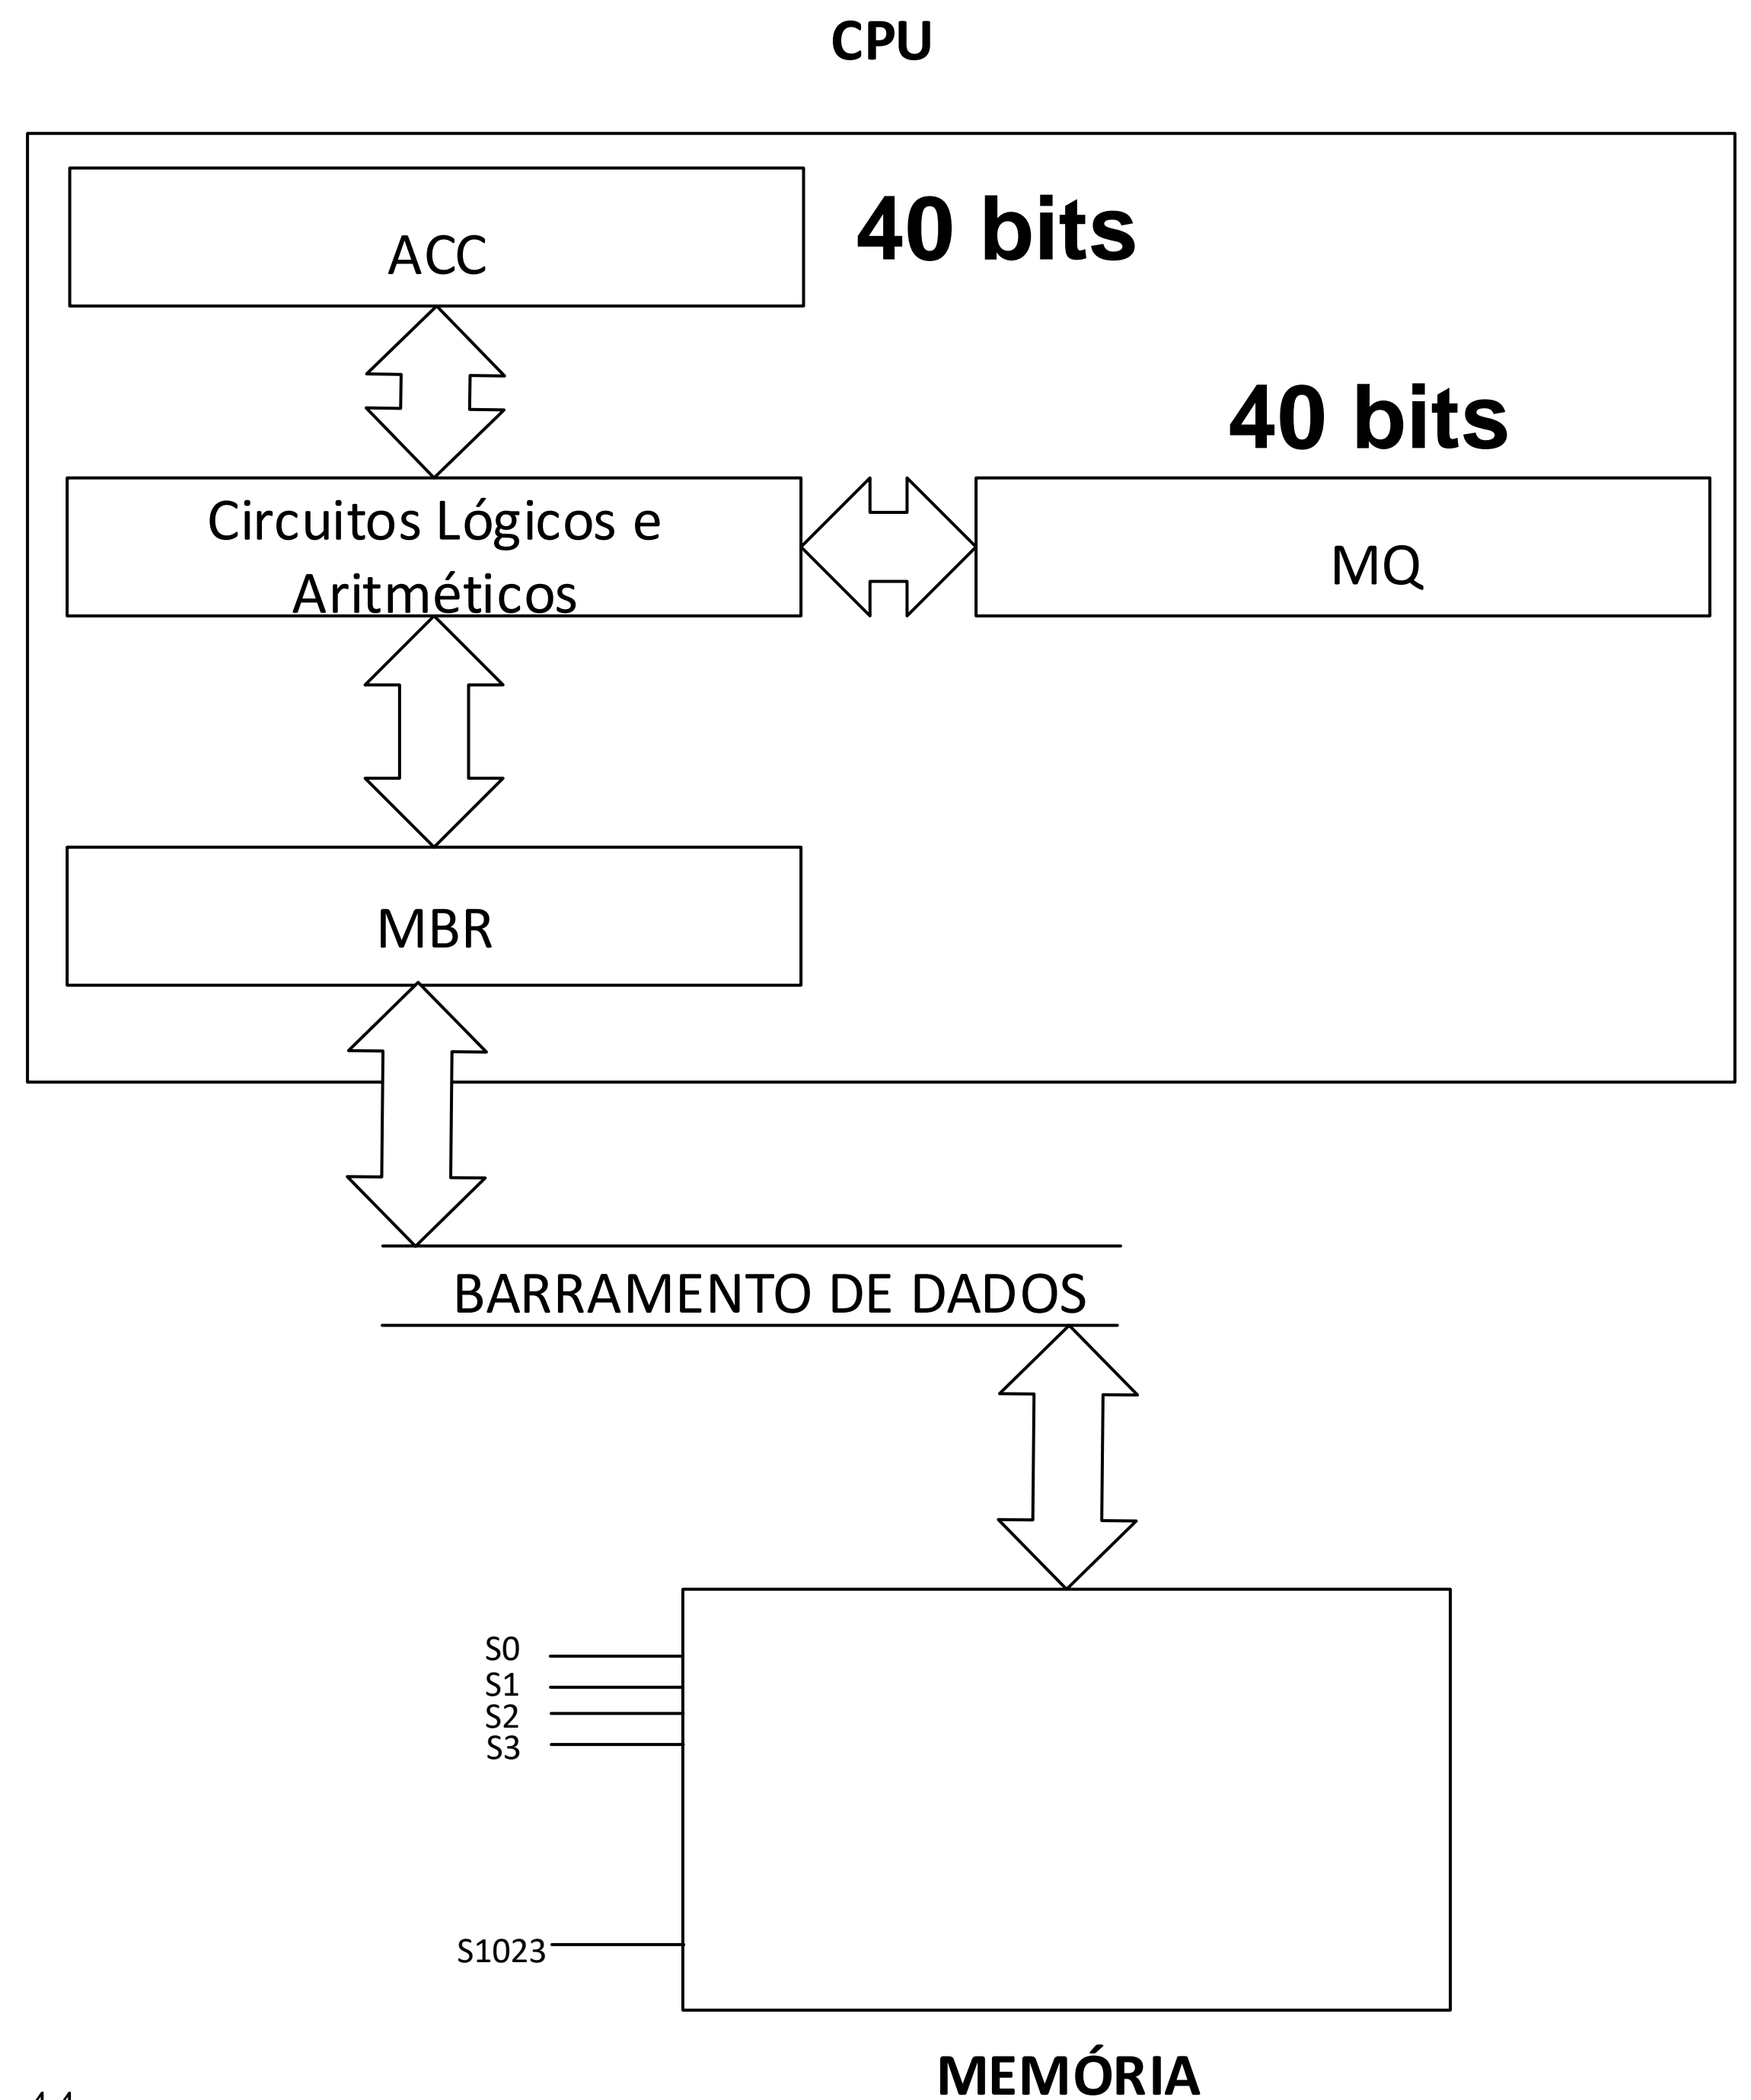 CPU
ACC
40 bits
40 bits
Circuitos Lógicos e
Aritméticos
MQ
MBR
BARRAMENTO DE DADOS
S0
S1
S2
S3
S1023
MEMÓRIA